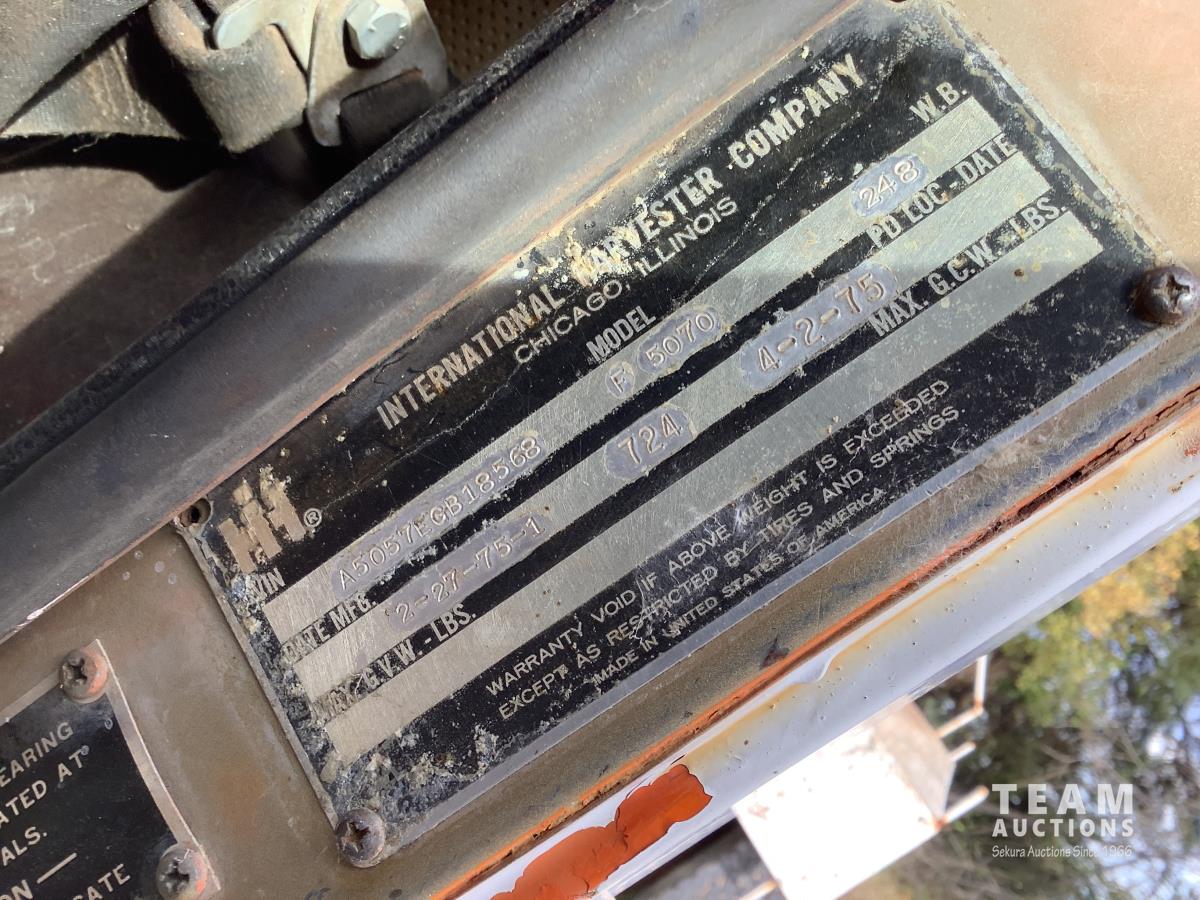 INTERNATIONAL HARVESTER COMPANY
CHICAGO, ILLINOIS
®
VIN MODEL W.B.
A5057EGB18568 F 5070 248
DATE MFG. PD LOC - DATE
2-27-75-1 724 4-2-75
MAX. G.V.W.-LBS. MAX. G.C.W.-LBS.
WARRANTY VOID IF ABOVE WEIGHT IS EXCEEDED
EXCEPT AS RESTRICTED BY TIRES AND SPRINGS
MADE IN UNITED STATES OF AMERICA
EARING
ATED AT
ALS.
ON —
CATE
TEAM
AUCTIONS
Sekura Auctions Since 1966